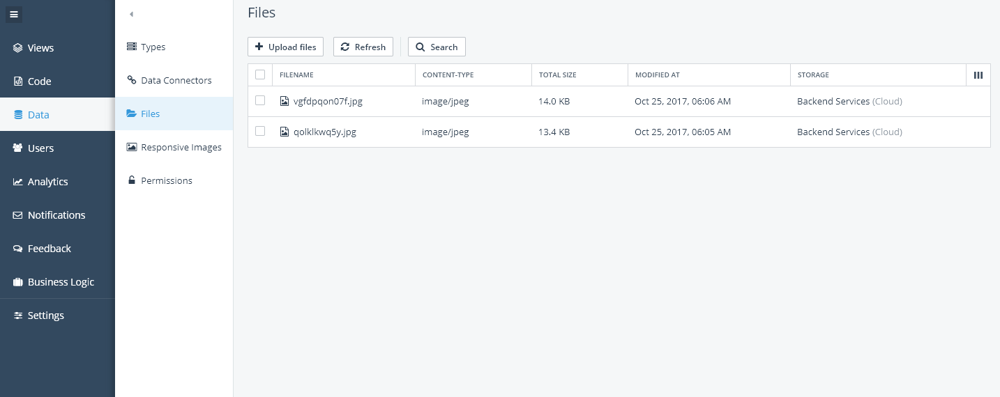 Views
Code
Data
Users
Analytics
Notifications
Feedback
Business Logic
Settings
Types
Data Connectors
Files
Responsive Images
Permissions
Files
Upload files Refresh Search
FILENAME CONTENT-TYPE TOTAL SIZE MODIFIED AT STORAGE
vgfdpqon07f.jpg image/jpeg 14.0 KB Oct 25, 2017, 06:06 AM Backend Services (Cloud)
qolklkwq5y.jpg image/jpeg 13.4 KB Oct 25, 2017, 06:05 AM Backend Services (Cloud)